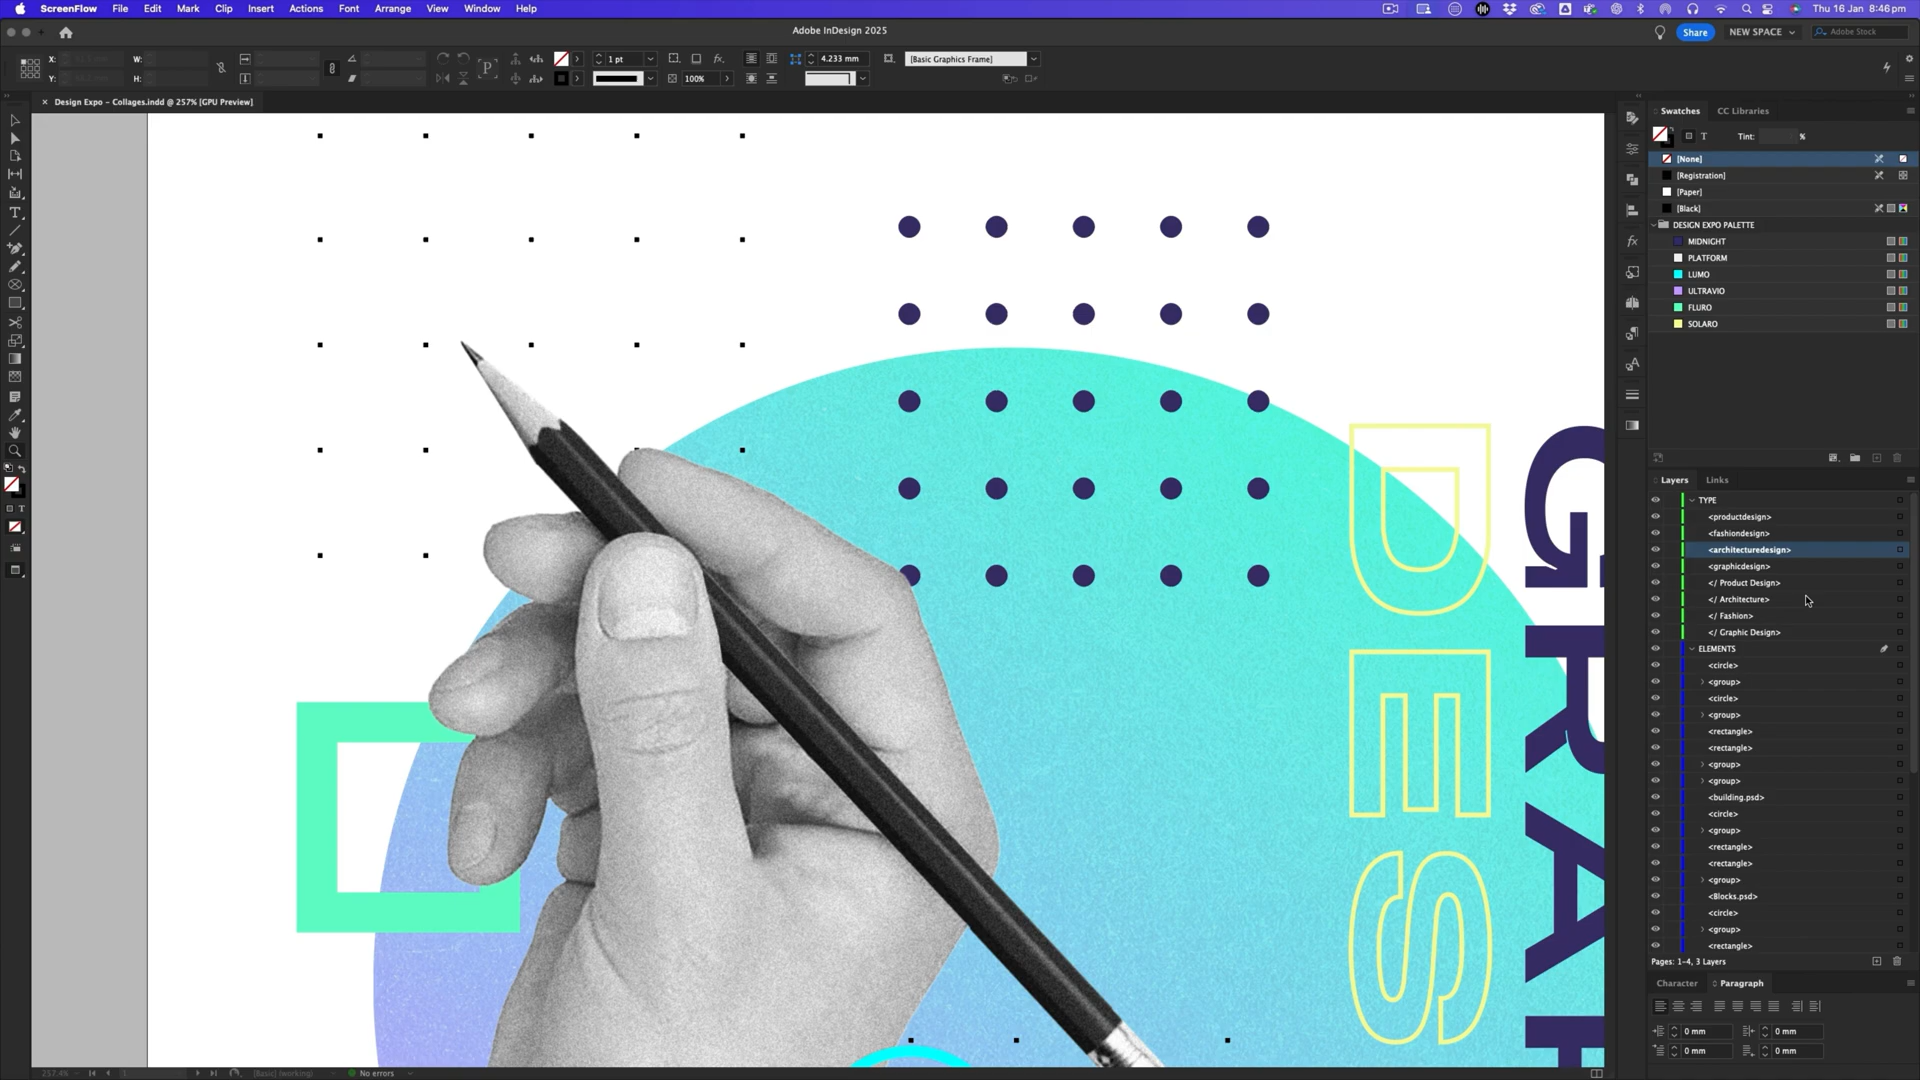 ScreenFlow File Edit Mark Clip Insert Actions Font Arrange View Window Help Thu 16 Jan 8:46 pm
Adobe InDesign 2025
Share NEW SPACE Adobe Stock
X: W: 1 pt 4.233 mm [Basic Graphics Frame]
Y: H: 100%
Design Expo – Collages.indd @ 257% [GPU Preview]
Swatches CC Libraries
T Tint: %
[None]
[Registration]
[Paper]
[Black]
DESIGN EXPO PALETTE
MIDNIGHT
PLATFORM
LUMO
ULTRAVIO
FLURO
SOLARO
Layers Links
TYPE
<productdesign>
<fashiondesign>
<architecturedesign>
<graphicdesign>
</ Product Design>
</ Architecture>
</ Fashion>
</ Graphic Design>
ELEMENTS
<circle>
<group>
<circle>
<group>
<rectangle>
<rectangle>
<group>
<group>
<building.psd>
<circle>
<group>
<rectangle>
<rectangle>
<group>
<Blocks.psd>
<circle>
<group>
<rectangle>
Pages: 1-4, 3 Layers
Character Paragraph
0 mm 0 mm
0 mm 0 mm
DES
GRA
257.4% 1 [Basic] (working) No errors